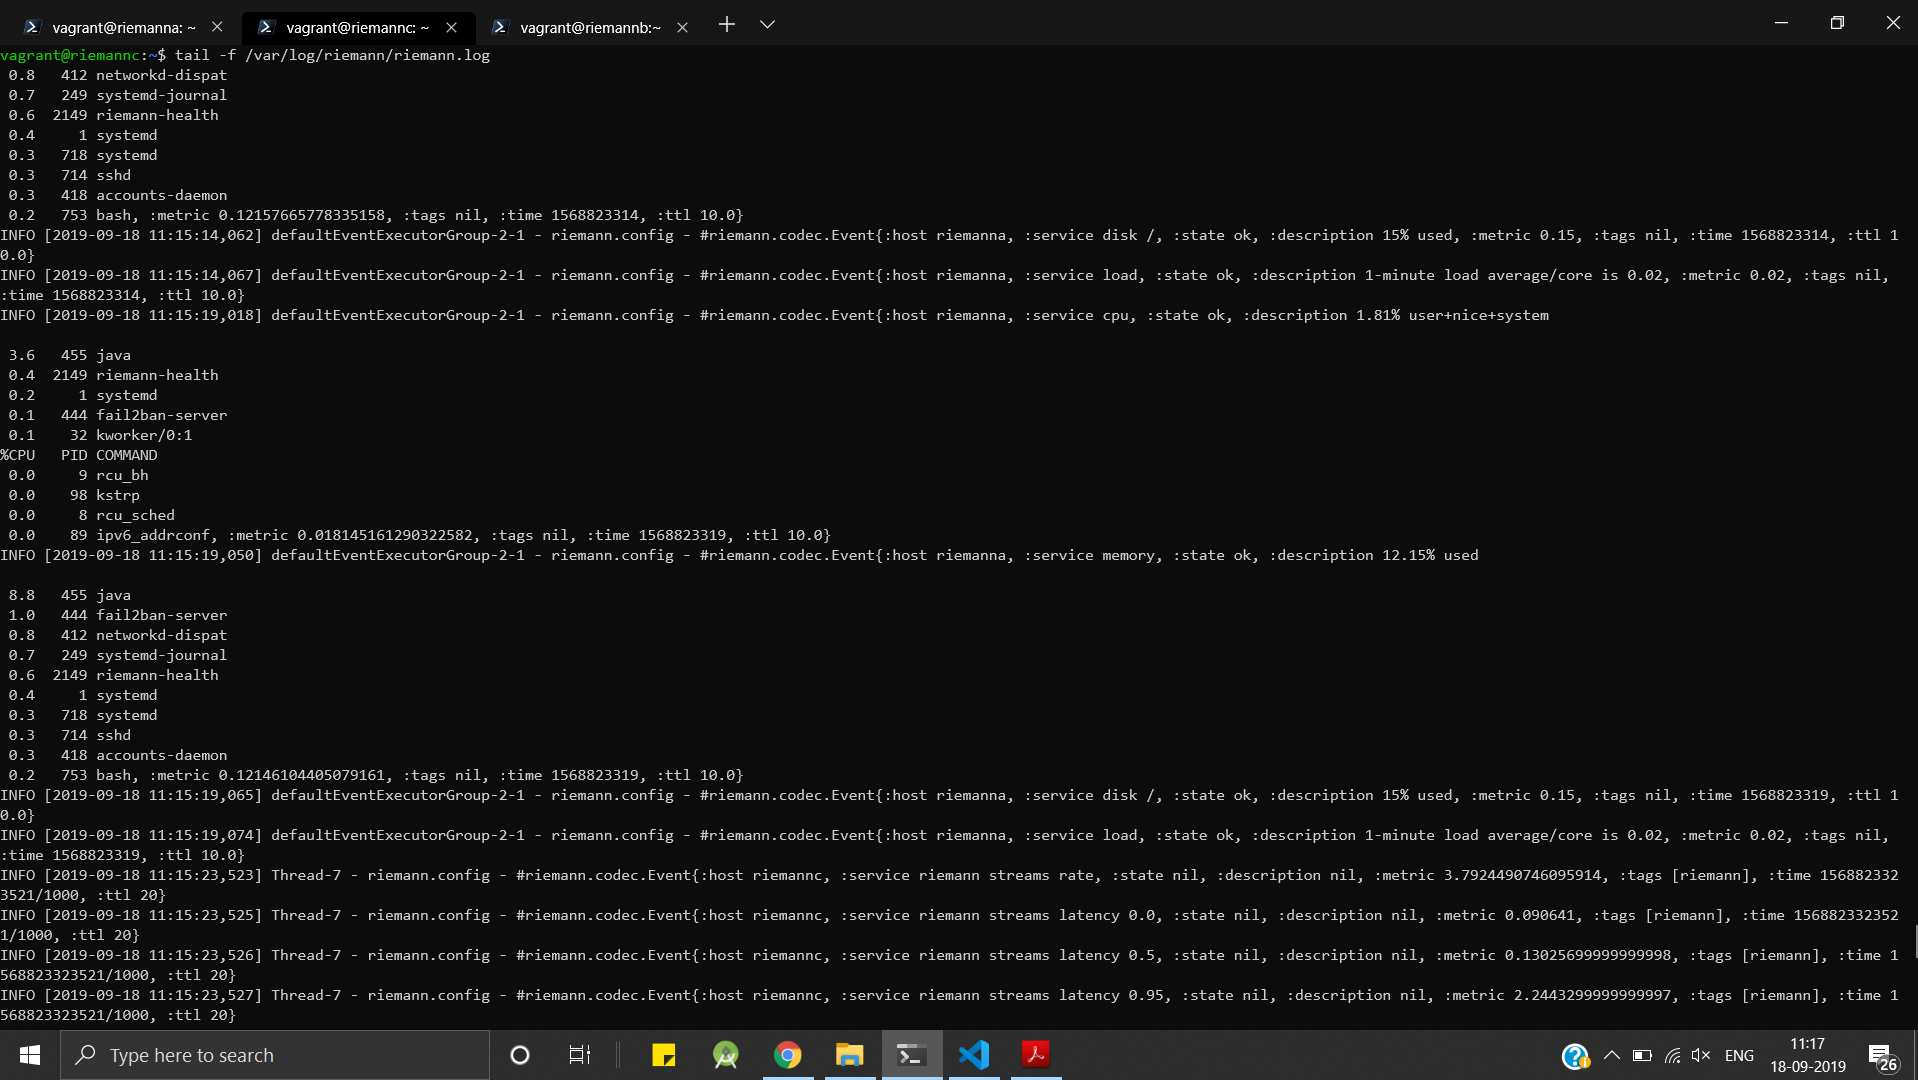 vagrant@riemanna: ~
vagrant@riemannc: ~
vagrant@riemannb:~
vagrant@riemannc:~$ tail -f /var/log/riemann/riemann.log
0.8 412 networkd-dispat
0.7 249 systemd-journal
0.6 2149 riemann-health
0.4 1 systemd
0.3 718 systemd
0.3 714 sshd
0.3 418 accounts-daemon
0.2 753 bash, :metric 0.12157665778335158, :tags nil, :time 1568823314, :ttl 10.0}
INFO [2019-09-18 11:15:14,062] defaultEventExecutorGroup-2-1 - riemann.config - #riemann.codec.Event{:host riemanna, :service disk /, :state ok, :description 15% used, :metric 0.15, :tags nil, :time 1568823314, :ttl 1
0.0}
INFO [2019-09-18 11:15:14,067] defaultEventExecutorGroup-2-1 - riemann.config - #riemann.codec.Event{:host riemanna, :service load, :state ok, :description 1-minute load average/core is 0.02, :metric 0.02, :tags nil,
:time 1568823314, :ttl 10.0}
INFO [2019-09-18 11:15:19,018] defaultEventExecutorGroup-2-1 - riemann.config - #riemann.codec.Event{:host riemanna, :service cpu, :state ok, :description 1.81% user+nice+system
3.6 455 java
0.4 2149 riemann-health
0.2 1 systemd
0.1 444 fail2ban-server
0.1 32 kworker/0:1
%CPU PID COMMAND
0.0 9 rcu_bh
0.0 98 kstrp
0.0 8 rcu_sched
0.0 89 ipv6_addrconf, :metric 0.018145161290322582, :tags nil, :time 1568823319, :ttl 10.0}
INFO [2019-09-18 11:15:19,050] defaultEventExecutorGroup-2-1 - riemann.config - #riemann.codec.Event{:host riemanna, :service memory, :state ok, :description 12.15% used
8.8 455 java
1.0 444 fail2ban-server
0.8 412 networkd-dispat
0.7 249 systemd-journal
0.6 2149 riemann-health
0.4 1 systemd
0.3 718 systemd
0.3 714 sshd
0.3 418 accounts-daemon
0.2 753 bash, :metric 0.12146104405079161, :tags nil, :time 1568823319, :ttl 10.0}
INFO [2019-09-18 11:15:19,065] defaultEventExecutorGroup-2-1 - riemann.config - #riemann.codec.Event{:host riemanna, :service disk /, :state ok, :description 15% used, :metric 0.15, :tags nil, :time 1568823319, :ttl 1
0.0}
INFO [2019-09-18 11:15:19,074] defaultEventExecutorGroup-2-1 - riemann.config - #riemann.codec.Event{:host riemanna, :service load, :state ok, :description 1-minute load average/core is 0.02, :metric 0.02, :tags nil,
:time 1568823319, :ttl 10.0}
INFO [2019-09-18 11:15:23,523] Thread-7 - riemann.config - #riemann.codec.Event{:host riemannc, :service riemann streams rate, :state nil, :description nil, :metric 3.7924490746095914, :tags [riemann], :time 156882332
3521/1000, :ttl 20}
INFO [2019-09-18 11:15:23,525] Thread-7 - riemann.config - #riemann.codec.Event{:host riemannc, :service riemann streams latency 0.0, :state nil, :description nil, :metric 0.090641, :tags [riemann], :time 156882332352
1/1000, :ttl 20}
INFO [2019-09-18 11:15:23,526] Thread-7 - riemann.config - #riemann.codec.Event{:host riemannc, :service riemann streams latency 0.5, :state nil, :description nil, :metric 0.13025699999999998, :tags [riemann], :time 1
568823323521/1000, :ttl 20}
INFO [2019-09-18 11:15:23,527] Thread-7 - riemann.config - #riemann.codec.Event{:host riemannc, :service riemann streams latency 0.95, :state nil, :description nil, :metric 2.2443299999999997, :tags [riemann], :time 1
568823323521/1000, :ttl 20}
Type here to search
ENG
11:17
18-09-2019
26